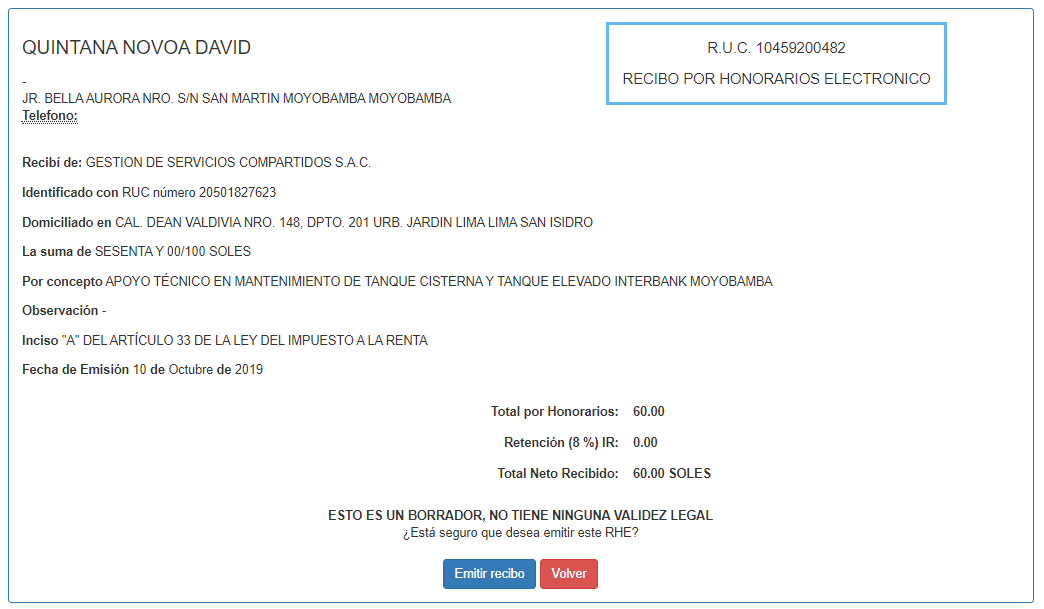 QUINTANA NOVOA DAVID
R.U.C. 10459200482
RECIBO POR HONORARIOS ELECTRONICO
-
JR. BELLA AURORA NRO. S/N SAN MARTIN MOYOBAMBA MOYOBAMBA
Telefono:
Recibí de: GESTION DE SERVICIOS COMPARTIDOS S.A.C.
Identificado con RUC número 20501827623
Domiciliado en CAL. DEAN VALDIVIA NRO. 148, DPTO. 201 URB. JARDIN LIMA LIMA SAN ISIDRO
La suma de SESENTA Y 00/100 SOLES
Por concepto APOYO TÉCNICO EN MANTENIMIENTO DE TANQUE CISTERNA Y TANQUE ELEVADO INTERBANK MOYOBAMBA
Observación -
Inciso "A" DEL ARTÍCULO 33 DE LA LEY DEL IMPUESTO A LA RENTA
Fecha de Emisión 10 de Octubre de 2019
Total por Honorarios: 60.00
Retención (8 %) IR: 0.00
Total Neto Recibido: 60.00 SOLES
ESTO ES UN BORRADOR, NO TIENE NINGUNA VALIDEZ LEGAL
¿Está seguro que desea emitir este RHE?
Emitir recibo Volver